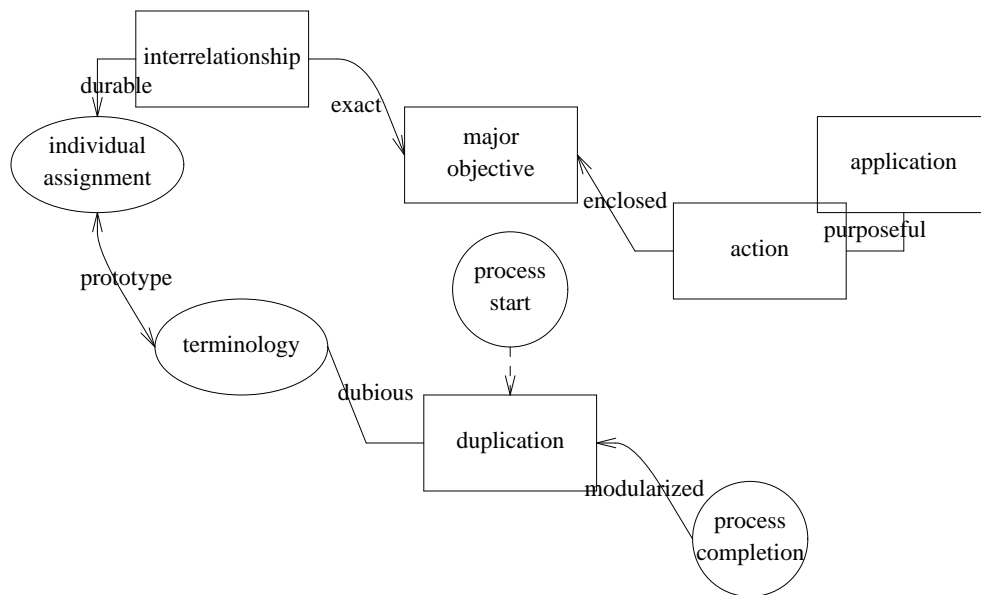 interrelationship
durable
exact
individual
assignment
major
objective
application
enclosed
purposeful
action
process
start
prototype
terminology
dubious
duplication
modularized
process
completion